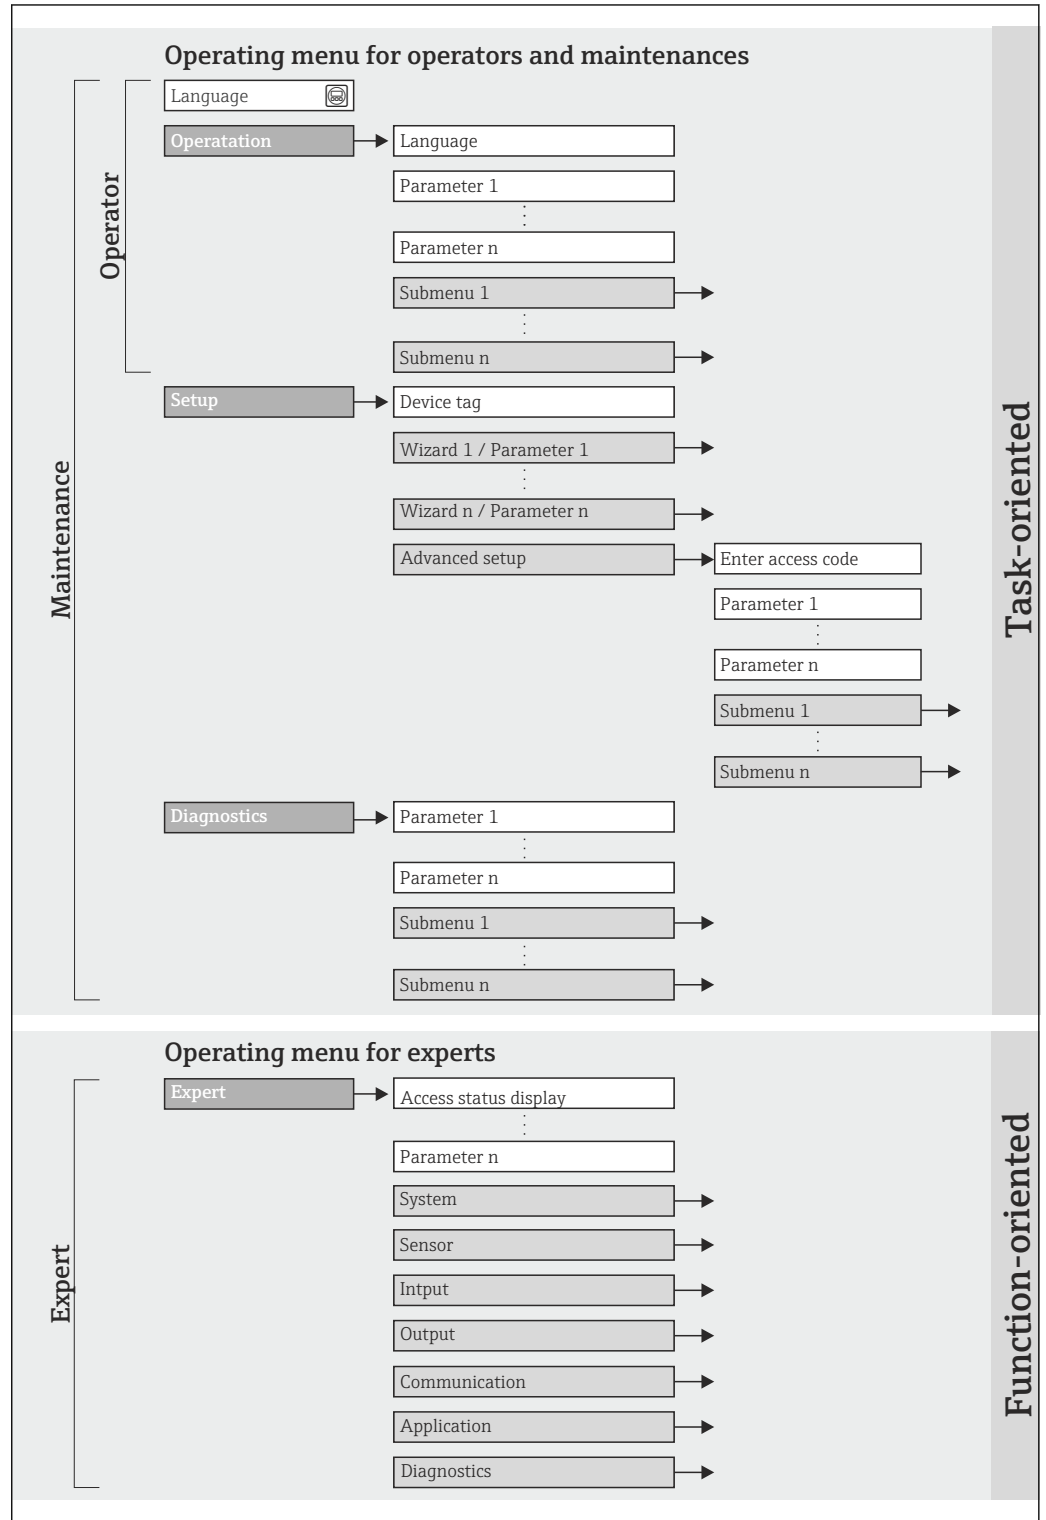 Operating menu for operators and maintenances
Language
Operatation
Language
Parameter 1
Parameter n
Submenu 1
Submenu n
Operator
Setup
Device tag
Wizard 1 / Parameter 1
Wizard n / Parameter n
Advanced setup
Enter access code
Parameter 1
Parameter n
Submenu 1
Submenu n
Maintenance
Task-oriented
Diagnostics
Parameter 1
Parameter n
Submenu 1
Submenu n
Operating menu for experts
Expert
Access status display
Parameter n
System
Sensor
Intput
Output
Communication
Application
Diagnostics
Expert
Function-oriented